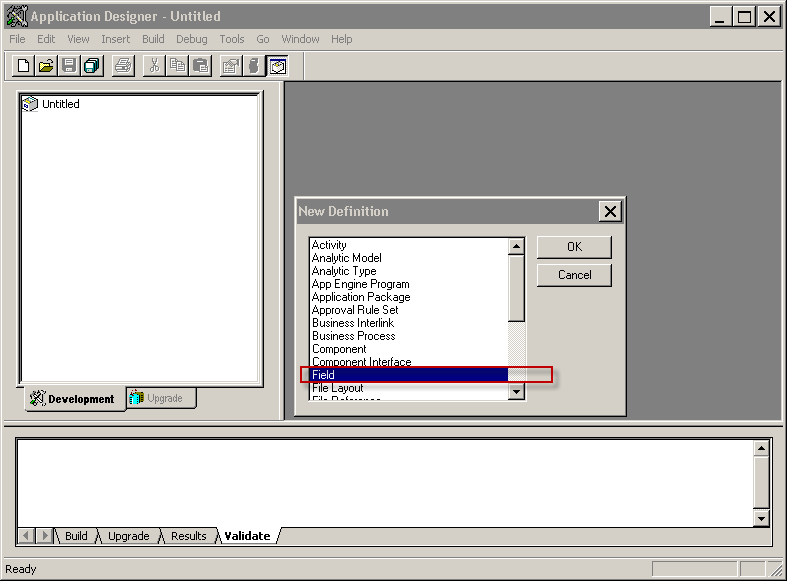 Application Designer - Untitled
File Edit View Insert Build Debug Tools Go Window Help
Untitled
New Definition
Activity
Analytic Model
Analytic Type
App Engine Program
Application Package
Approval Rule Set
Business Interlink
Business Process
Component
Component Interface
Field
File Layout
File Reference
OK
Cancel
Development Upgrade
Build Upgrade Results Validate
Ready